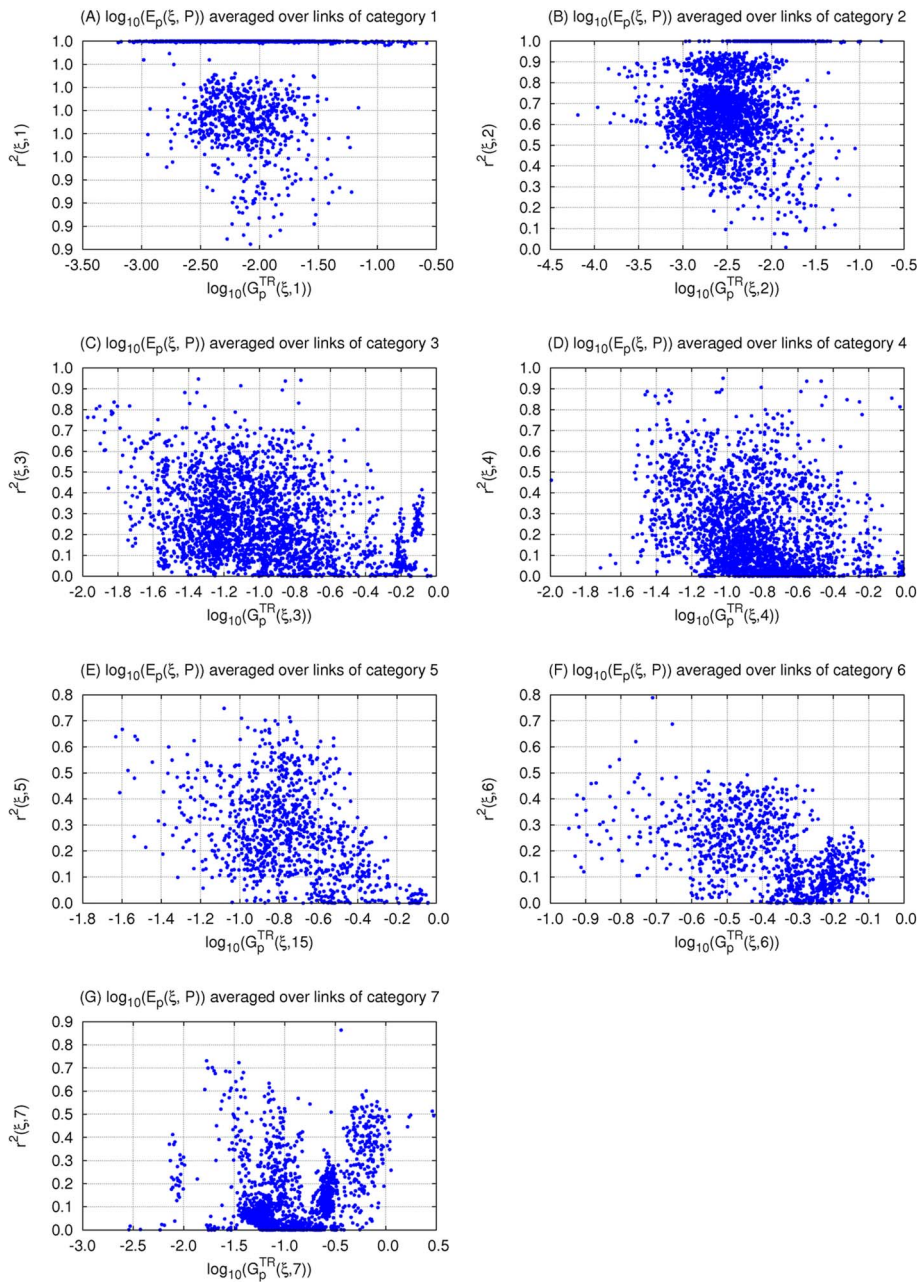 (A) log10(Ep(ξ, P)) averaged over links of category 1
1.0
1.0
1.0
1.0
1.0
1.0
0.9
0.9
0.9
0.9
r2(ξ,1)
-3.50 -3.00 -2.50 -2.00 -1.50 -1.00 -0.50
log10(GpTR(ξ,1))
(B) log10(Ep(ξ, P)) averaged over links of category 2
1.0
0.9
0.8
0.7
0.6
0.5
0.4
0.3
0.2
0.1
0.0
r2(ξ,2)
-4.5 -4.0 -3.5 -3.0 -2.5 -2.0 -1.5 -1.0 -0.5
log10(GpTR(ξ,2))
(C) log10(Ep(ξ, P)) averaged over links of category 3
1.0
0.9
0.8
0.7
0.6
0.5
0.4
0.3
0.2
0.1
0.0
r2(ξ,3)
-2.0 -1.8 -1.6 -1.4 -1.2 -1.0 -0.8 -0.6 -0.4 -0.2 0.0
log10(GpTR(ξ,3))
(D) log10(Ep(ξ, P)) averaged over links of category 4
1.0
0.9
0.8
0.7
0.6
0.5
0.4
0.3
0.2
0.1
0.0
r2(ξ,4)
-2.0 -1.8 -1.6 -1.4 -1.2 -1.0 -0.8 -0.6 -0.4 -0.2 0.0
log10(GpTR(ξ,4))
(E) log10(Ep(ξ, P)) averaged over links of category 5
0.8
0.7
0.6
0.5
0.4
0.3
0.2
0.1
0.0
r2(ξ,5)
-1.8 -1.6 -1.4 -1.2 -1.0 -0.8 -0.6 -0.4 -0.2 0.0
log10(GpTR(ξ,15)
(F) log10(Ep(ξ, P)) averaged over links of category 6
0.8
0.7
0.6
0.5
0.4
0.3
0.2
0.1
0.0
r2(ξ,6)
-1.0 -0.9 -0.8 -0.7 -0.6 -0.5 -0.4 -0.3 -0.2 -0.1 0.0
log10(GpTR(ξ,6))
(G) log10(Ep(ξ, P)) averaged over links of category 7
0.9
0.8
0.7
0.6
0.5
0.4
0.3
0.2
0.1
0.0
r2(ξ,7)
-3.0 -2.5 -2.0 -1.5 -1.0 -0.5 0.0 0.5
log10(GpTR(ξ,7))